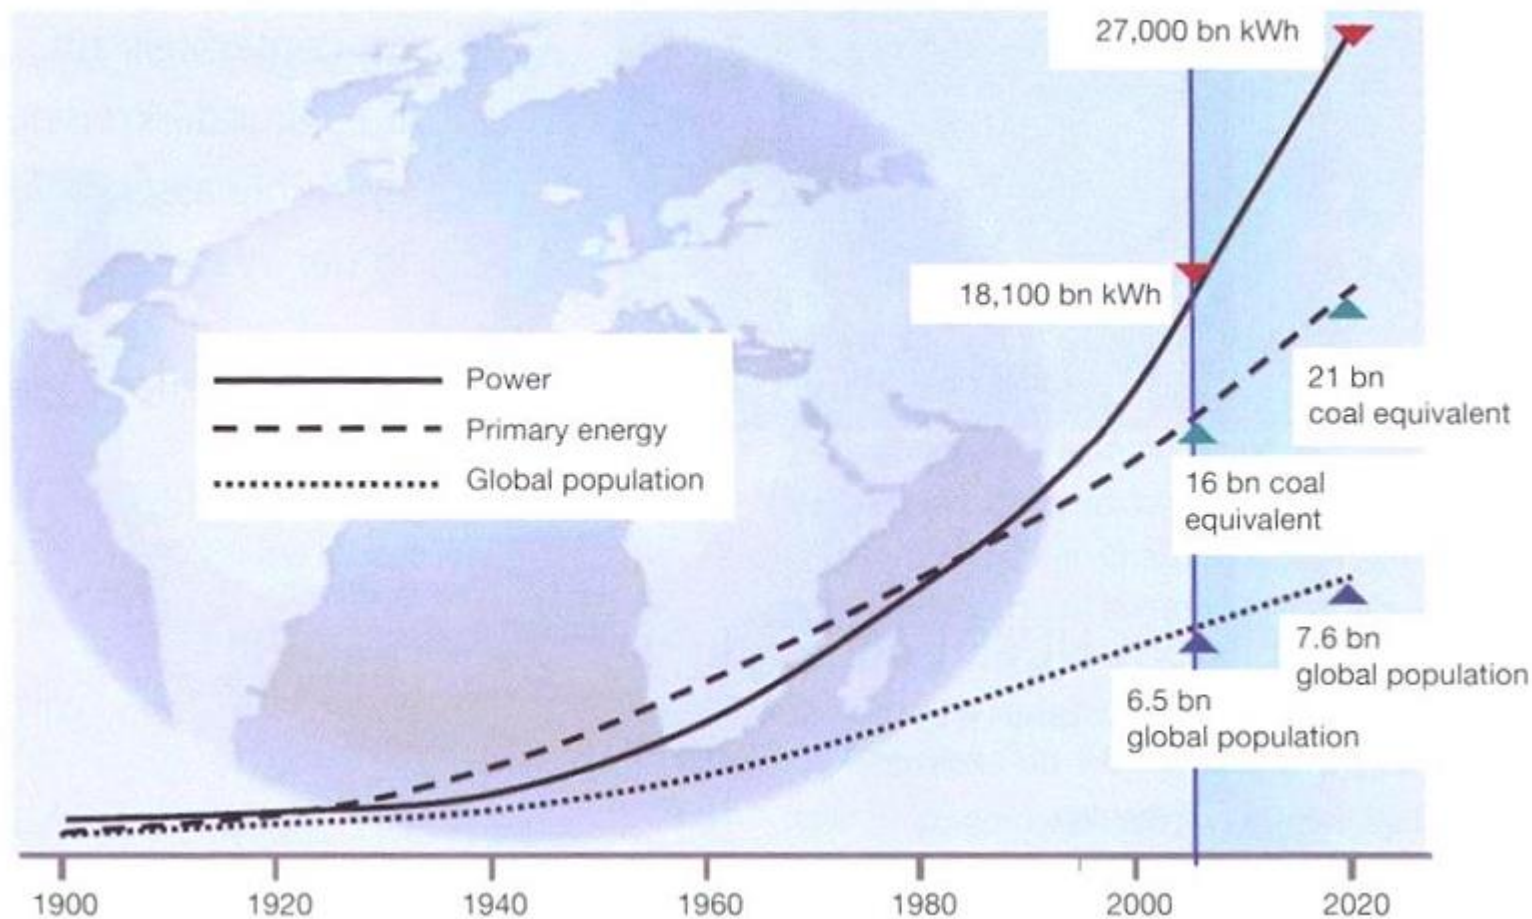 27,000 bn kWh
18,100 bn kWh
Power
Primary energy
Global population
21 bn
coal equivalent
16 bn coal
equivalent
7.6 bn
global population
6.5 bn
global population
1900
1920
1940
1960
1980
2000
2020